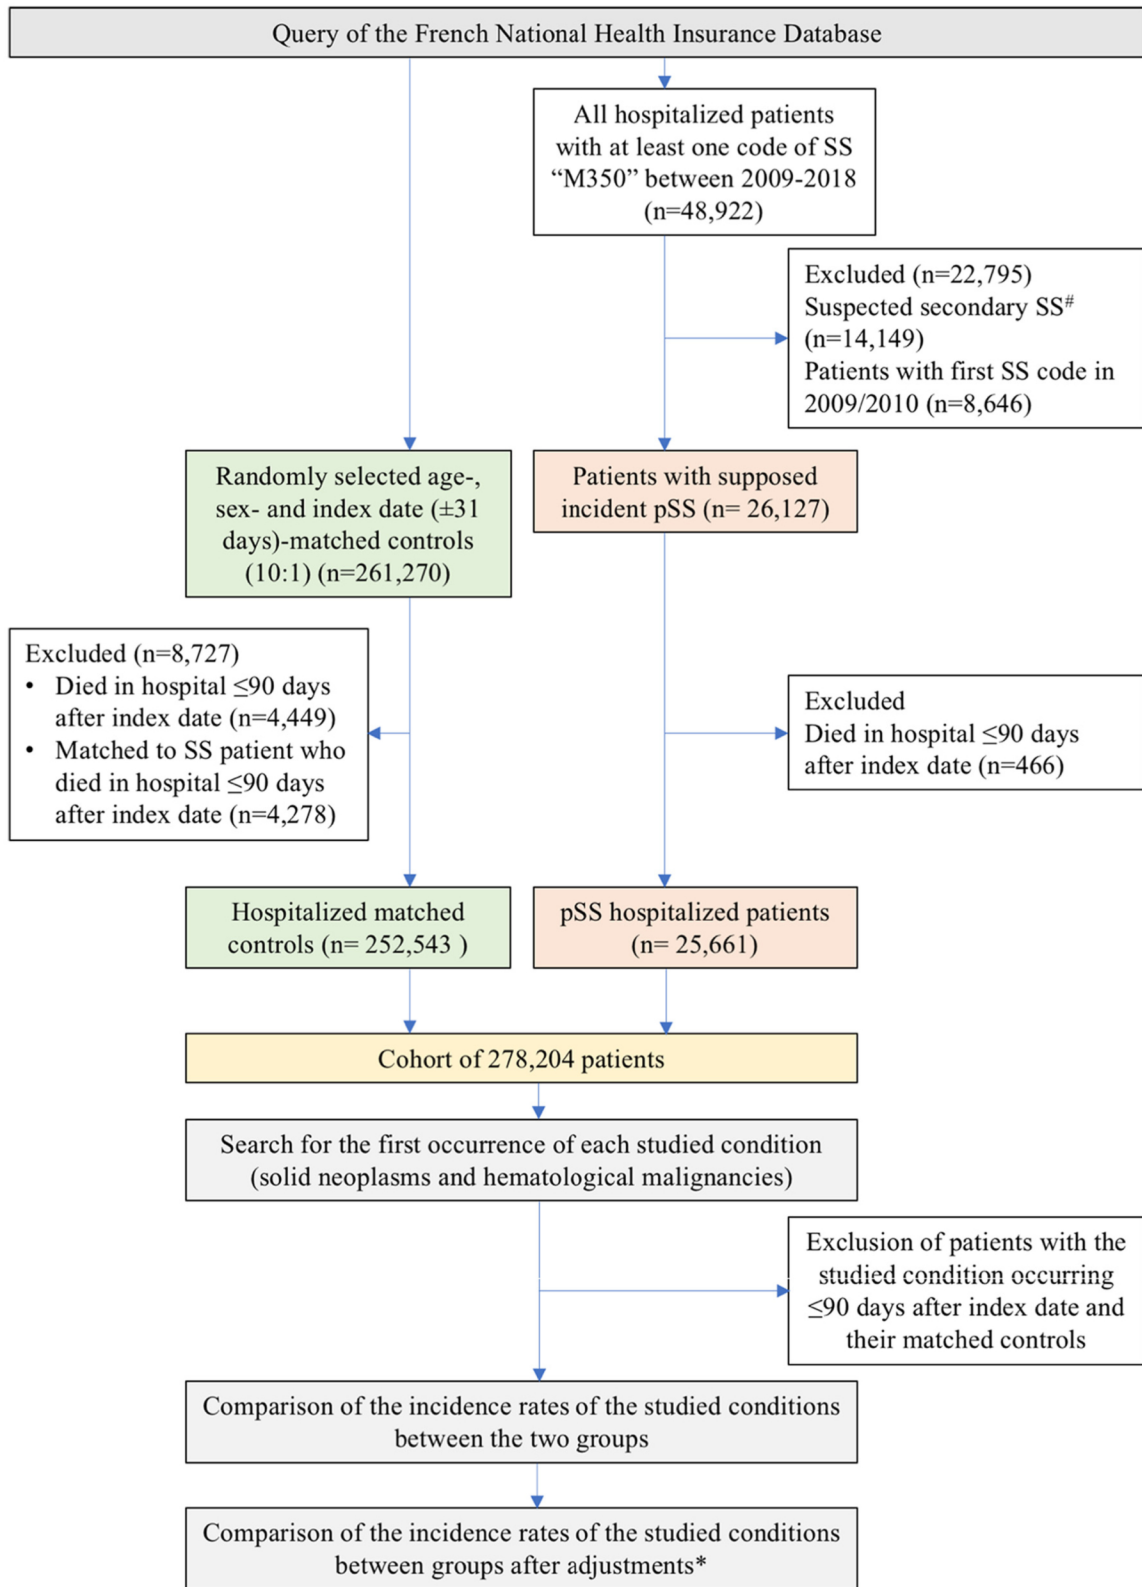 Query of the French National Health Insurance Database
All hospitalized patients
with at least one code of SS
“M350” between 2009-2018
(n=48,922)
Excluded (n=22,795)
Suspected secondary SS#
(n=14,149)
Patients with first SS code in
2009/2010 (n=8,646)
Randomly selected age-,
sex- and index date (±31
days)-matched controls
(10:1) (n=261,270)
Patients with supposed
incident pSS (n= 26,127)
Excluded (n=8,727)
• Died in hospital ≤90 days
after index date (n=4,449)
• Matched to SS patient who
died in hospital ≤90 days
after index date (n=4,278)
Excluded
Died in hospital ≤90 days
after index date (n=466)
Hospitalized matched
controls (n= 252,543 )
pSS hospitalized patients
(n= 25,661)
Cohort of 278,204 patients
Search for the first occurrence of each studied condition
(solid neoplasms and hematological malignancies)
Exclusion of patients with the
studied condition occurring
≤90 days after index date and
their matched controls
Comparison of the incidence rates of the studied conditions
between the two groups
Comparison of the incidence rates of the studied conditions
between groups after adjustments*